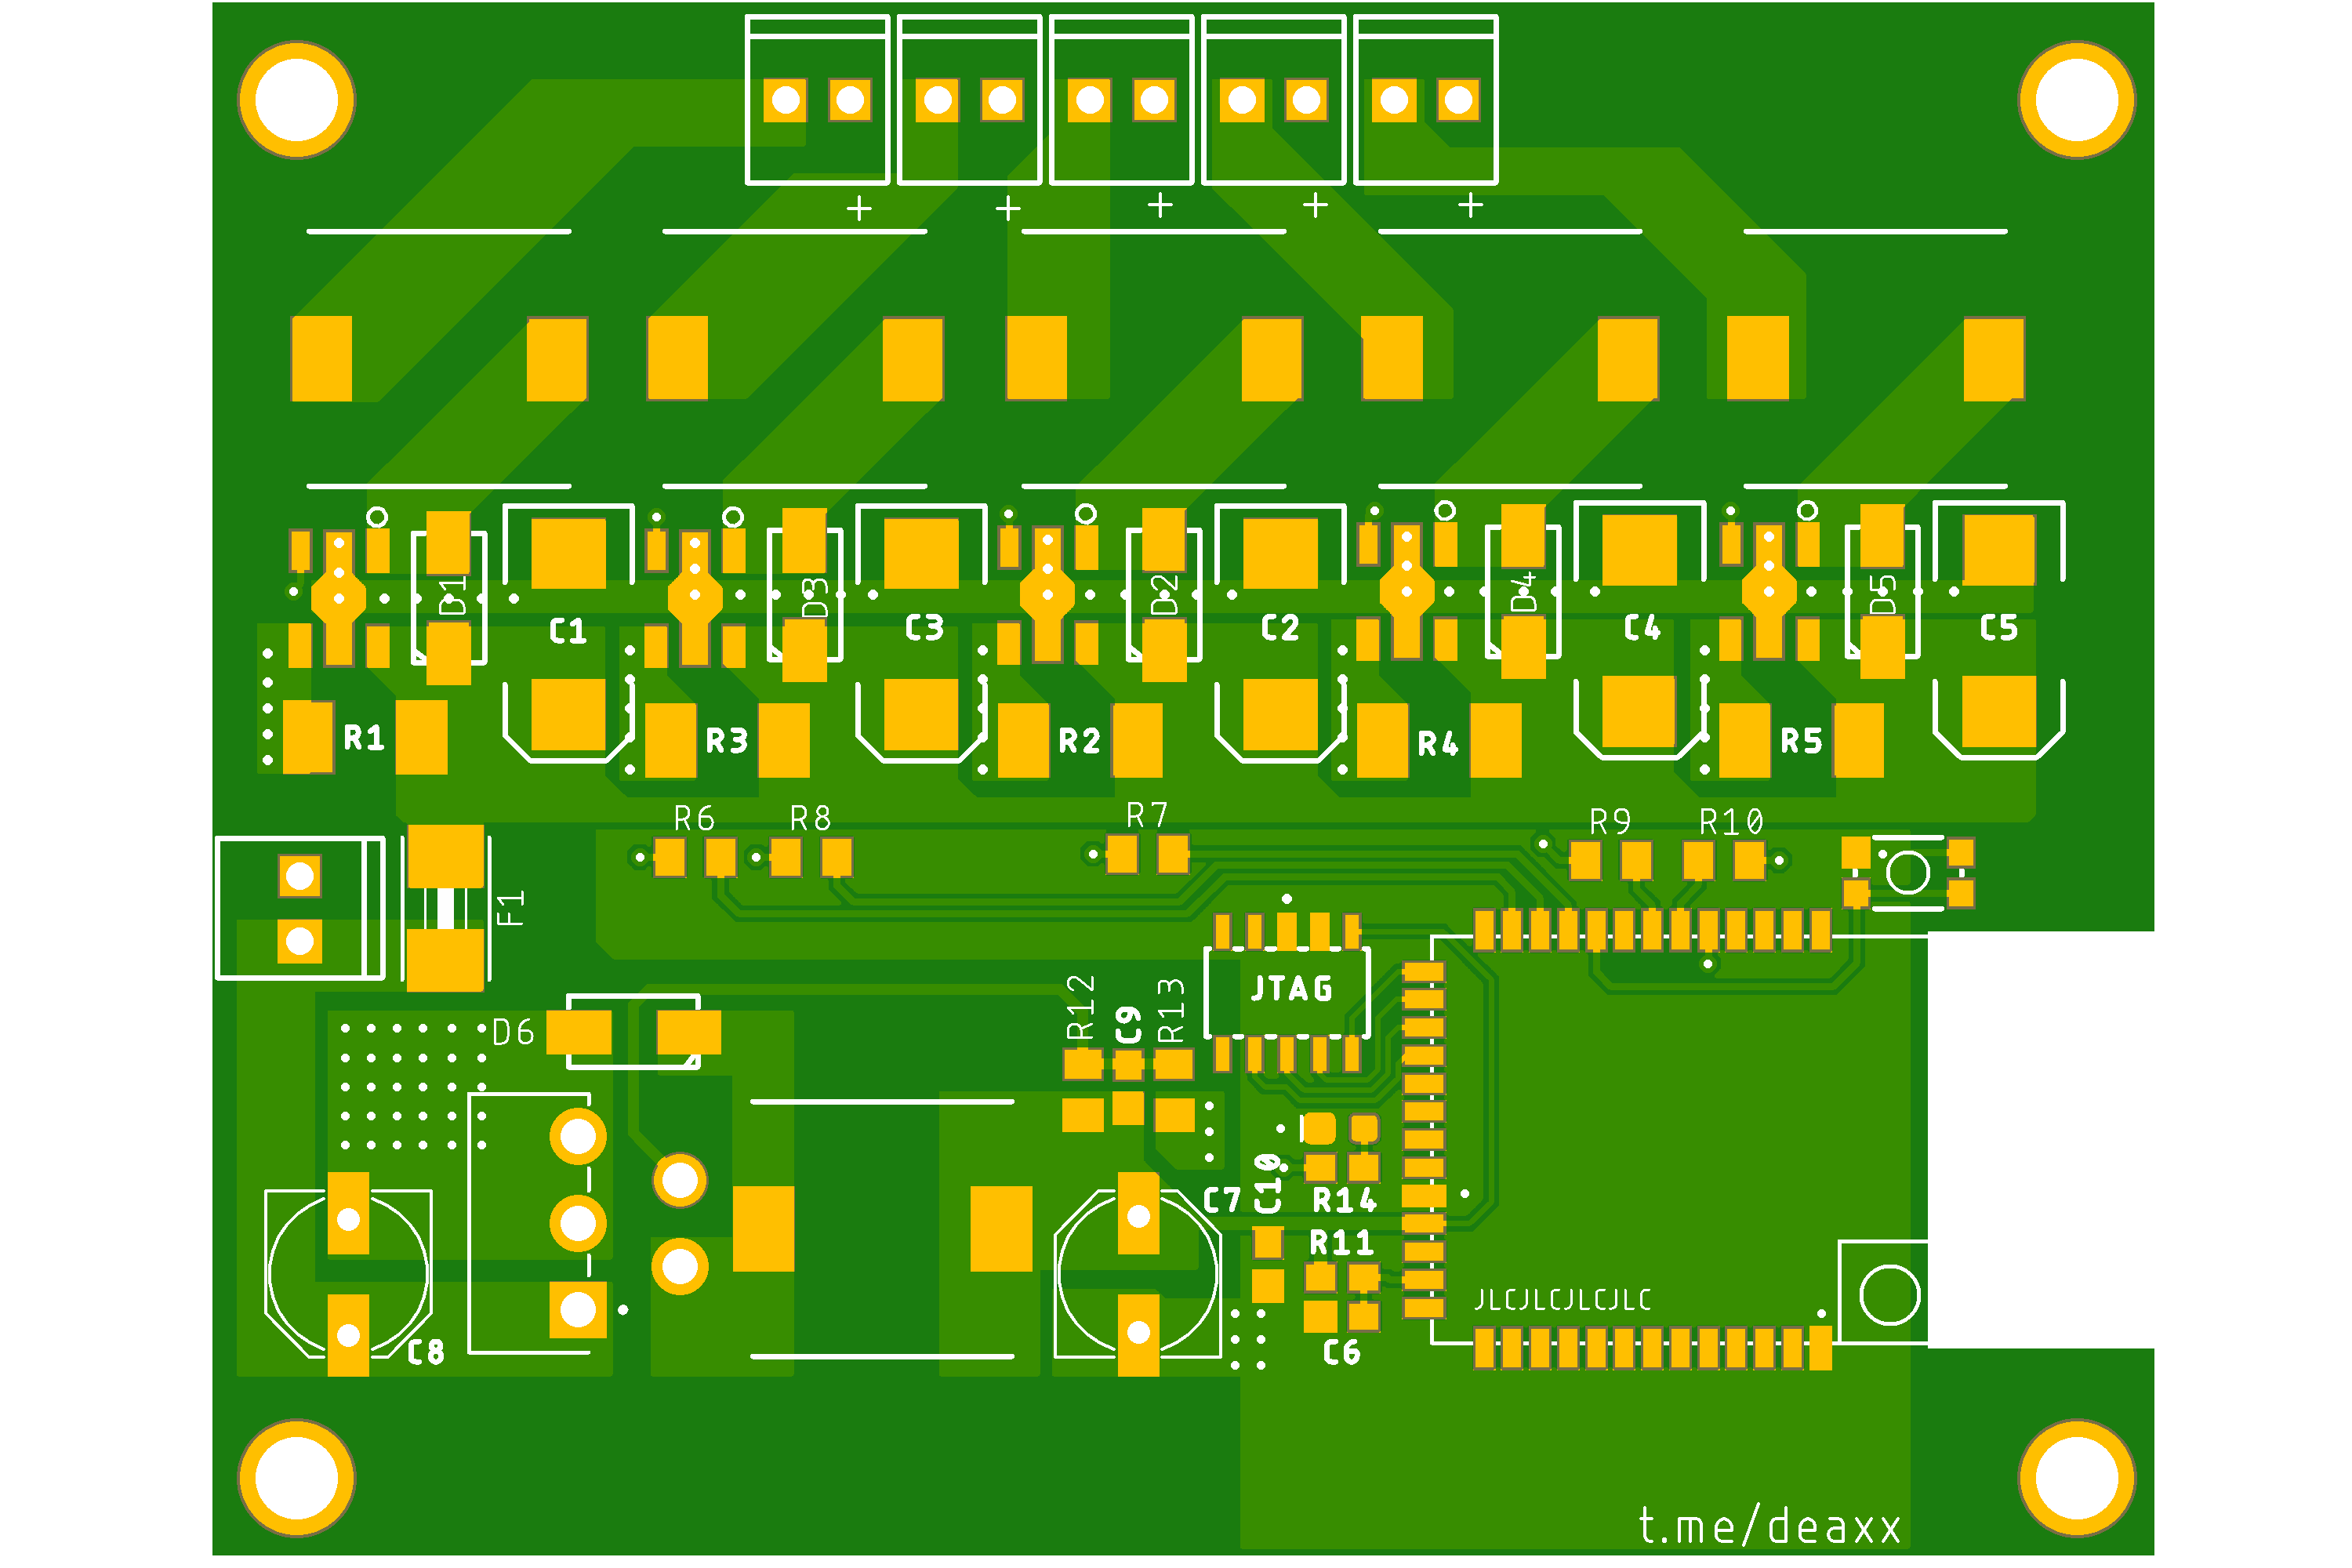 + + + + +
D1 D3 D2 D4 D5
C1 C3 C2 C4 C5
R1 R3 R2 R4 R5
R6 R8 R7 R9 R10
F1
JTAG
D6 R12 C9 R13
C7 C10 R14
R11
JLCJLCJLCJLC
C8 C6
t.me/deaxx